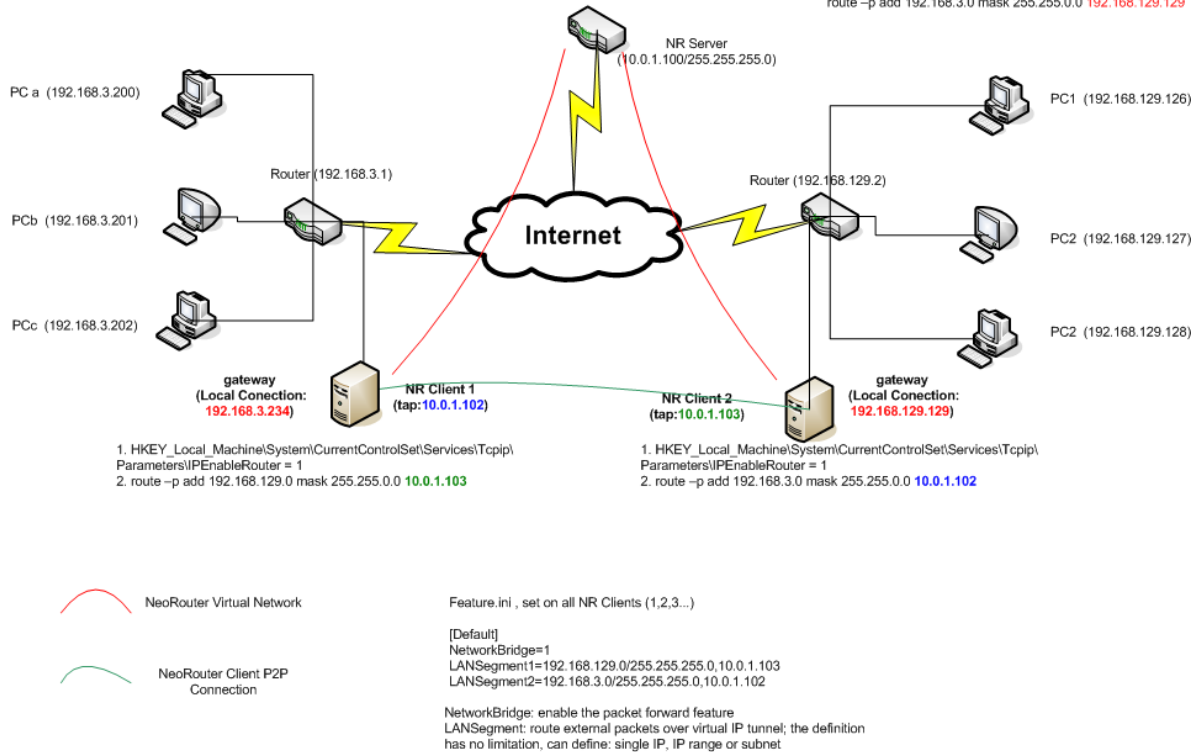 route –p add 192.168.3.0 mask 255.255.0.0 192.168.129.129
NR Server
(10.0.1.100/255.255.255.0)
PC a (192.168.3.200)
PC1 (192.168.129.126)
Router (192.168.3.1)
Router (192.168.129.2)
PCb (192.168.3.201)
Internet
PC2 (192.168.129.127)
PCc (192.168.3.202)
PC2 (192.168.129.128)
gateway
(Local Conection:
192.168.3.234)
NR Client 1
(tap:10.0.1.102)
NR Client 2
(tap:10.0.1.103)
gateway
(Local Conection:
192.168.129.129)
1. HKEY_Local_Machine\System\CurrentControlSet\Services\Tcpip\
Parameters\IPEnableRouter = 1
2. route –p add 192.168.129.0 mask 255.255.0.0 10.0.1.103
1. HKEY_Local_Machine\System\CurrentControlSet\Services\Tcpip\
Parameters\IPEnableRouter = 1
2. route –p add 192.168.3.0 mask 255.255.0.0 10.0.1.102
NeoRouter Virtual Network
NeoRouter Client P2P
Connection
Feature.ini , set on all NR Clients (1,2,3...)
[Default]
NetworkBridge=1
LANSegment1=192.168.129.0/255.255.255.0,10.0.1.103
LANSegment2=192.168.3.0/255.255.255.0,10.0.1.102
NetworkBridge: enable the packet forward feature
LANSegment: route external packets over virtual IP tunnel; the definition
has no limitation, can define: single IP, IP range or subnet